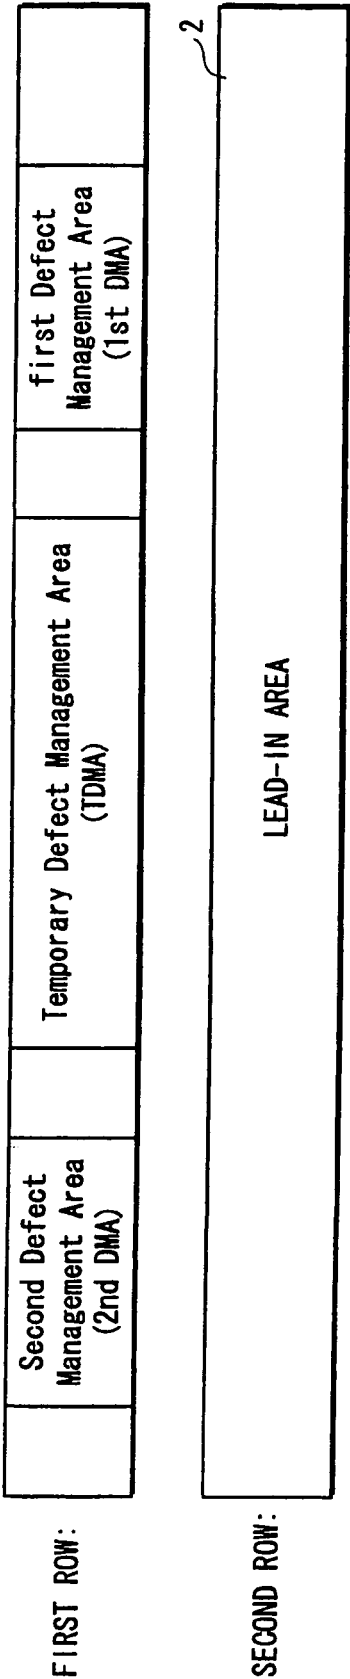 FIRST ROW:
Second Defect
Management Area
(2nd DMA)
Temporary Defect Management Area
(TDMA)
first Defect
Management Area
(1st DMA)
SECOND ROW:
LEAD-IN AREA
2